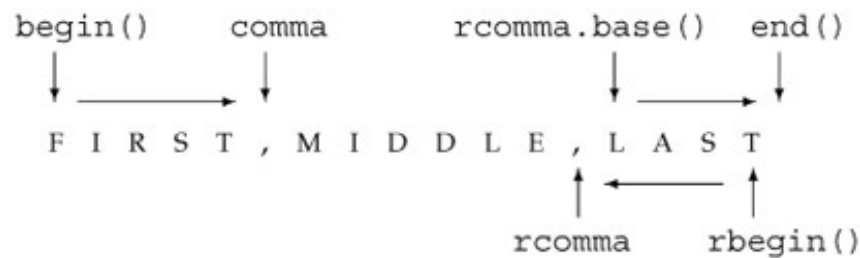 begin() comma rcomma.base() end()
F I R S T , M I D D L E , L A S T
rcomma rbegin()